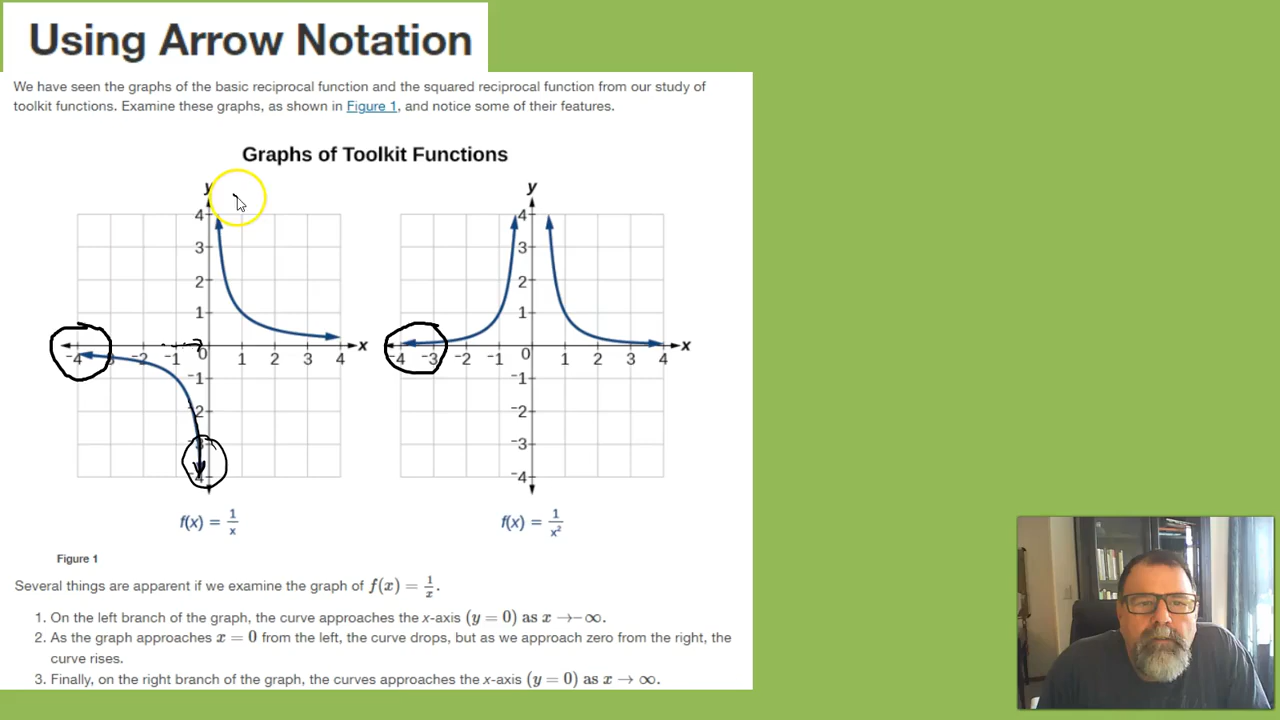 Using Arrow Notation
We have seen the graphs of the basic reciprocal function and the squared reciprocal function from our study of
toolkit functions. Examine these graphs, as shown in Figure 1, and notice some of their features.
Graphs of Toolkit Functions
y y
4 4
3 3
2 2
1 1
x x
-4 -2 -1 0 1 2 3 4 -4 -3 -2 -1 0 1 2 3 4
-1 -1
-2 -2
-3 -3
-4 -4
f(x) = 1/x f(x) = 1/x²
Figure 1
Several things are apparent if we examine the graph of f(x) = 1/x.
1. On the left branch of the graph, the curve approaches the x-axis (y = 0) as x →−∞.
2. As the graph approaches x = 0 from the left, the curve drops, but as we approach zero from the right, the
curve rises.
3. Finally, on the right branch of the graph, the curves approaches the x-axis (y = 0) as x → ∞.